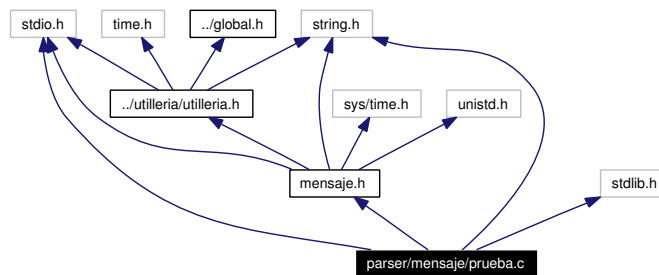 stdio.h
time.h
../global.h
string.h
../utilleria/utilleria.h
sys/time.h
unistd.h
mensaje.h
stdlib.h
parser/mensaje/prueba.c